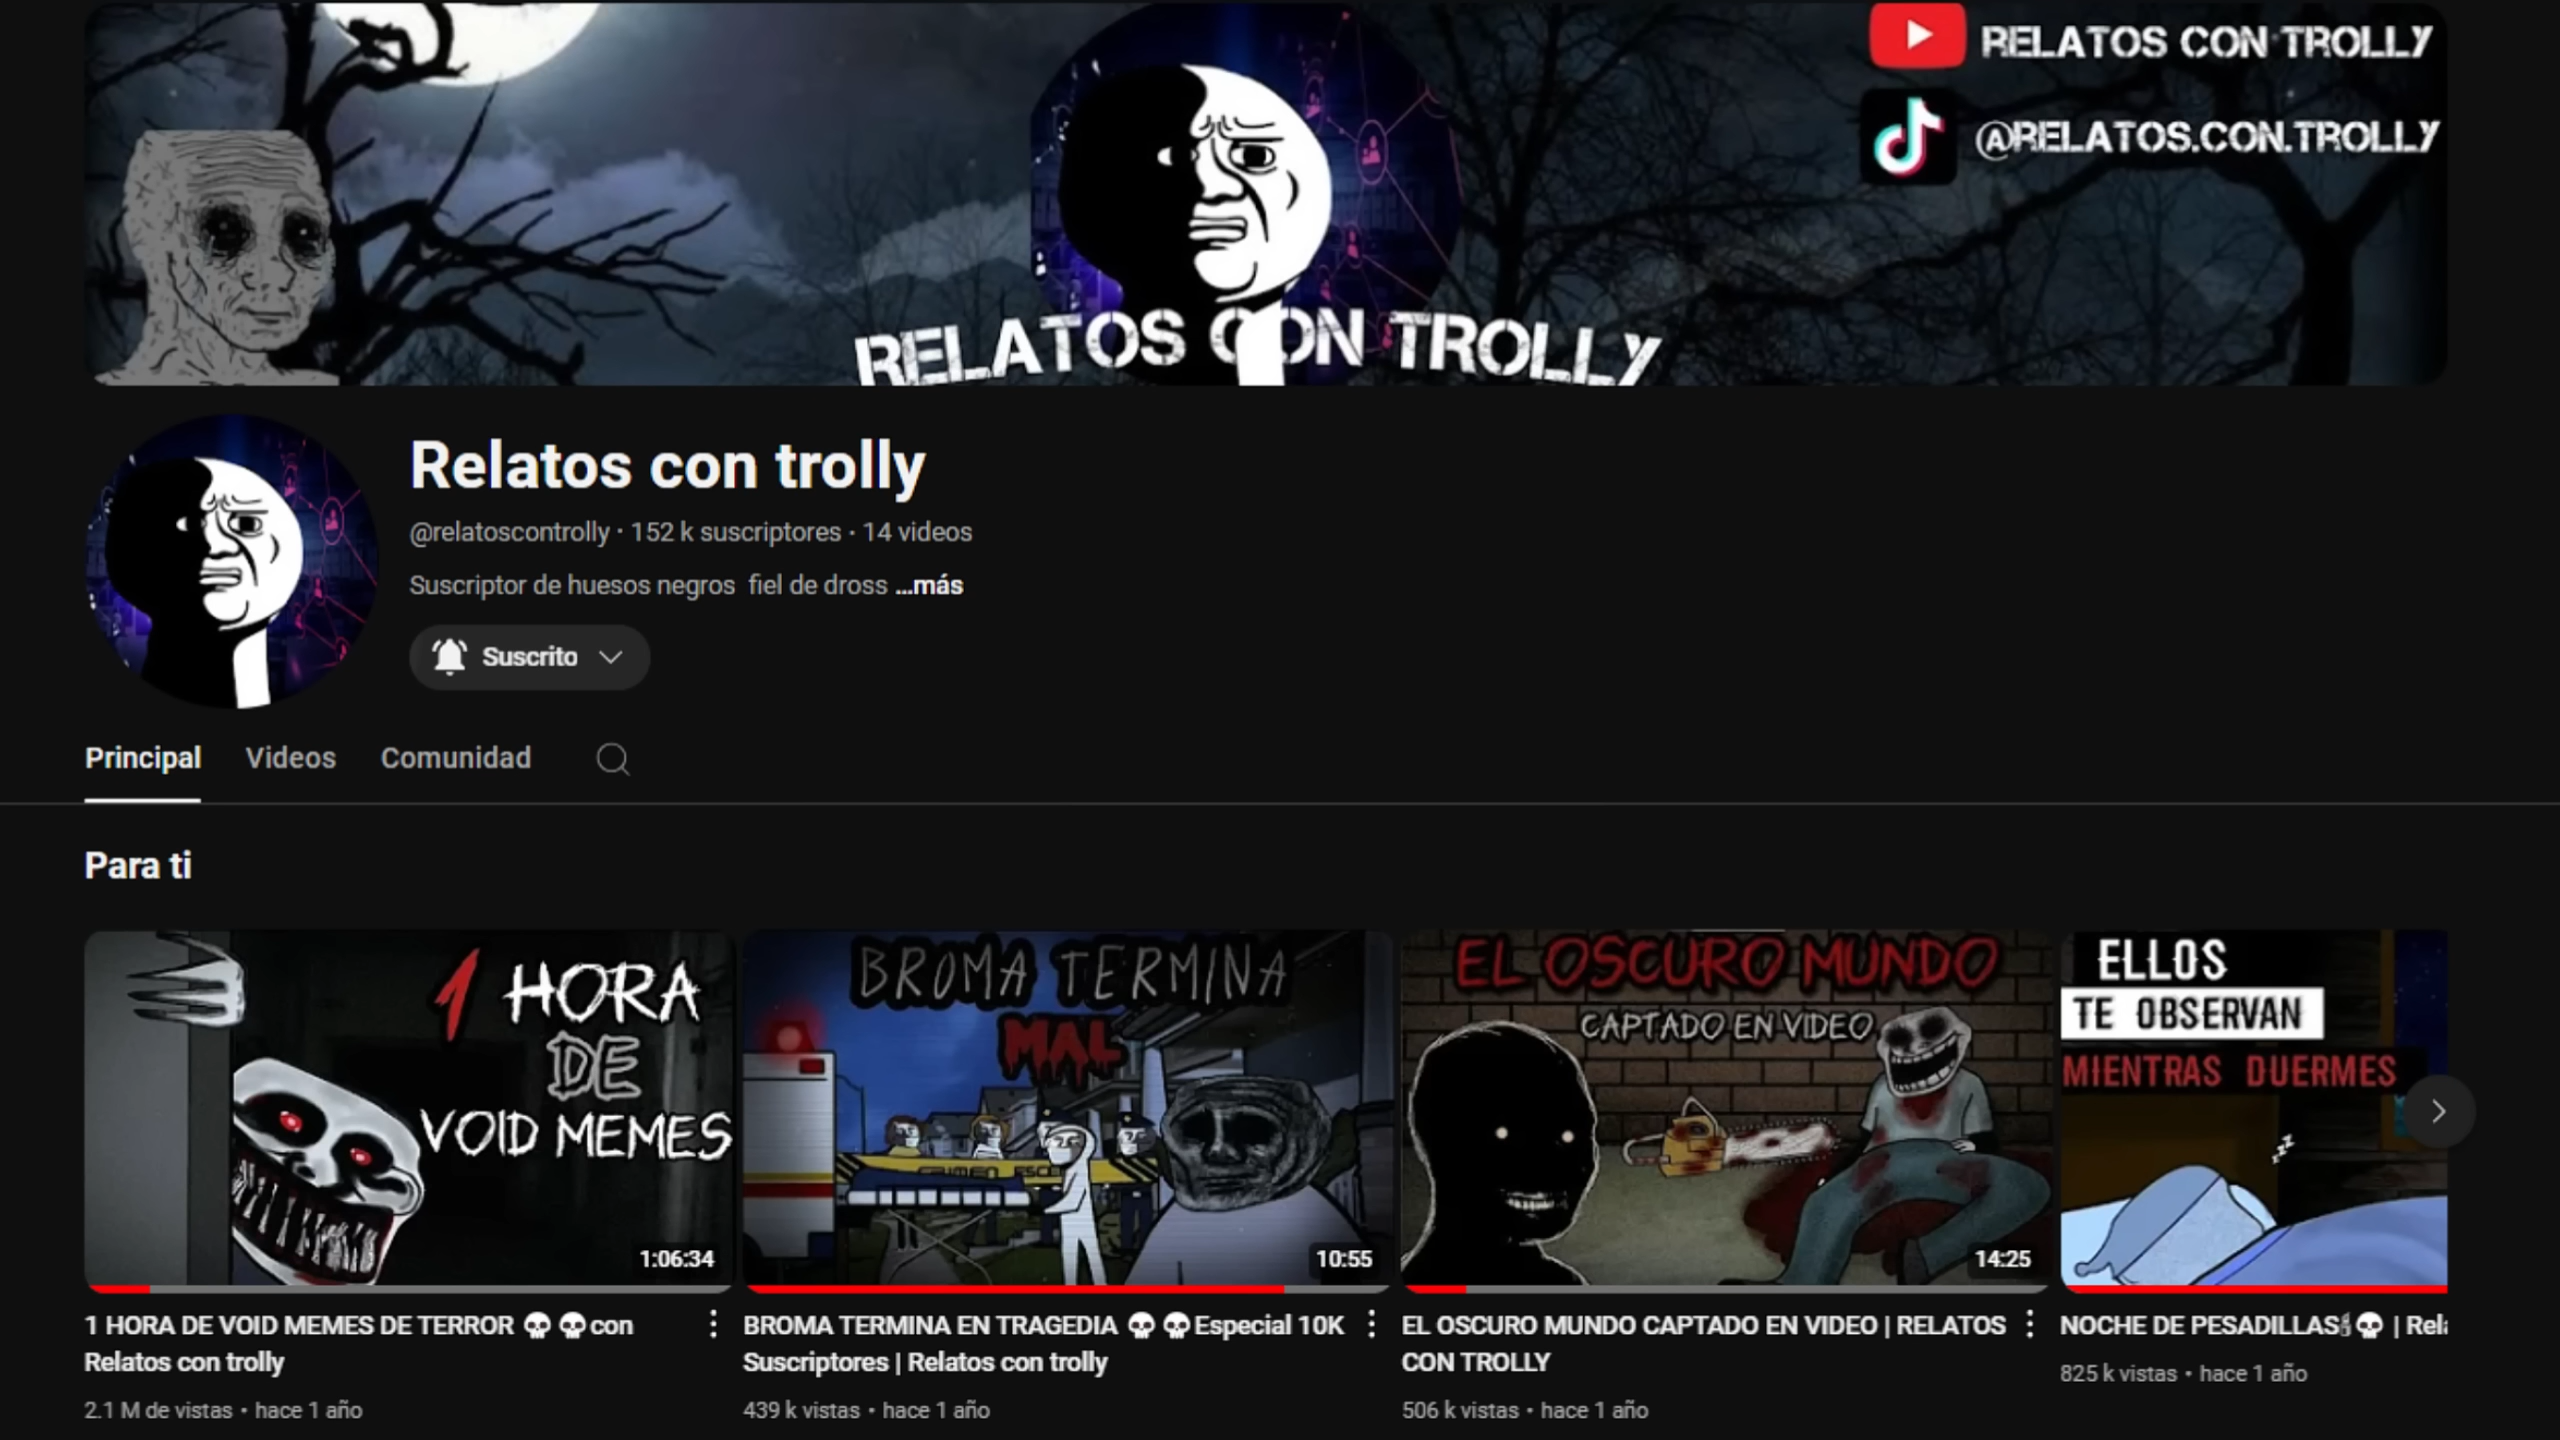 RELATOS CON TROLLY
@RELATOS.CON.TROLLY
RELATOS CON TROLLY
Relatos con trolly
@relatoscontrolly · 152 k suscriptores · 14 videos
Suscriptor de huesos negros fiel de dross ...más
Suscrito
Principal Videos Comunidad
Para ti
1 HORA
DE
VOID MEMES
1:06:34
BROMA TERMINA
MAL
10:55
EL OSCURO MUNDO
CAPTADO EN VIDEO
14:25
ELLOS
TE OBSERVAN
MIENTRAS DUERMES
zzz
1 HORA DE VOID MEMES DE TERROR 💀💀con
Relatos con trolly
2.1 M de vistas · hace 1 año
BROMA TERMINA EN TRAGEDIA 💀💀Especial 10K
Suscriptores | Relatos con trolly
439 k vistas · hace 1 año
EL OSCURO MUNDO CAPTADO EN VIDEO | RELATOS
CON TROLLY
506 k vistas · hace 1 año
NOCHE DE PESADILLAS🕯💀 | Rela
825 k vistas · hace 1 año